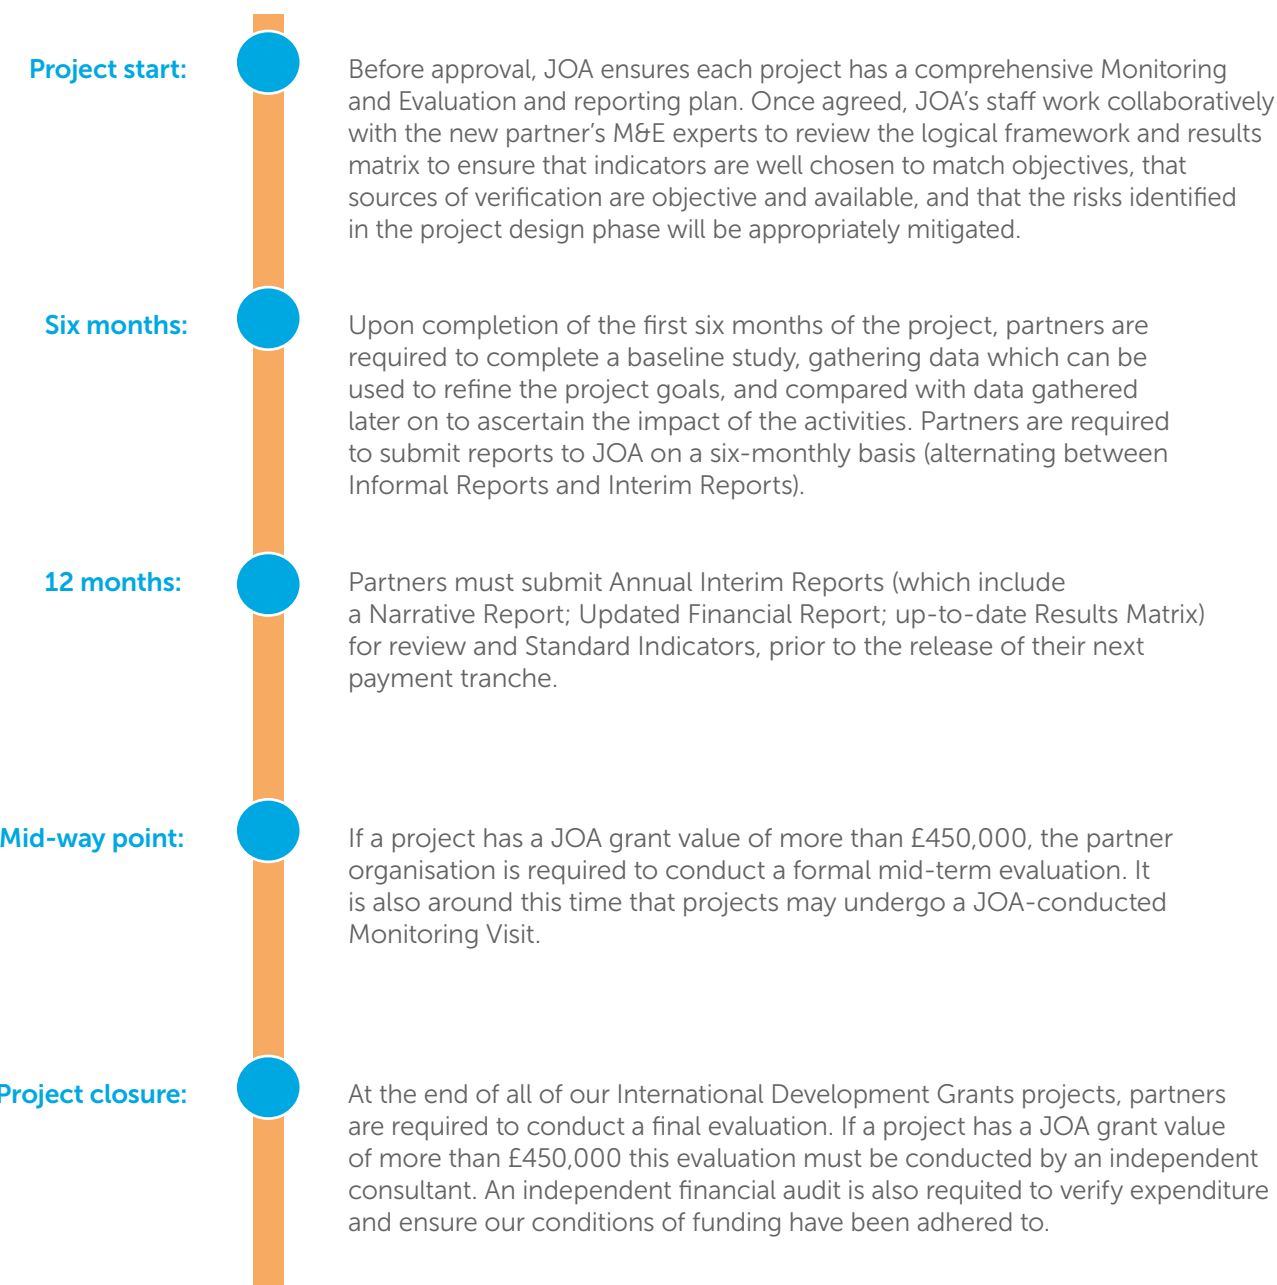 Project start:
Before approval, JOA ensures each project has a comprehensive Monitoring
and Evaluation and reporting plan. Once agreed, JOA's staff work collaboratively
with the new partner's M&E experts to review the logical framework and results
matrix to ensure that indicators are well chosen to match objectives, that
sources of verification are objective and available, and that the risks identified
in the project design phase will be appropriately mitigated.
Six months:
Upon completion of the first six months of the project, partners are
required to complete a baseline study, gathering data which can be
used to refine the project goals, and compared with data gathered
later on to ascertain the impact of the activities. Partners are required
to submit reports to JOA on a six-monthly basis (alternating between
Informal Reports and Interim Reports).
12 months:
Partners must submit Annual Interim Reports (which include
a Narrative Report; Updated Financial Report; up-to-date Results Matrix)
for review and Standard Indicators, prior to the release of their next
payment tranche.
Mid-way point:
If a project has a JOA grant value of more than £450,000, the partner
organisation is required to conduct a formal mid-term evaluation. It
is also around this time that projects may undergo a JOA-conducted
Monitoring Visit.
Project closure:
At the end of all of our International Development Grants projects, partners
are required to conduct a final evaluation. If a project has a JOA grant value
of more than £450,000 this evaluation must be conducted by an independent
consultant. An independent financial audit is also requited to verify expenditure
and ensure our conditions of funding have been adhered to.